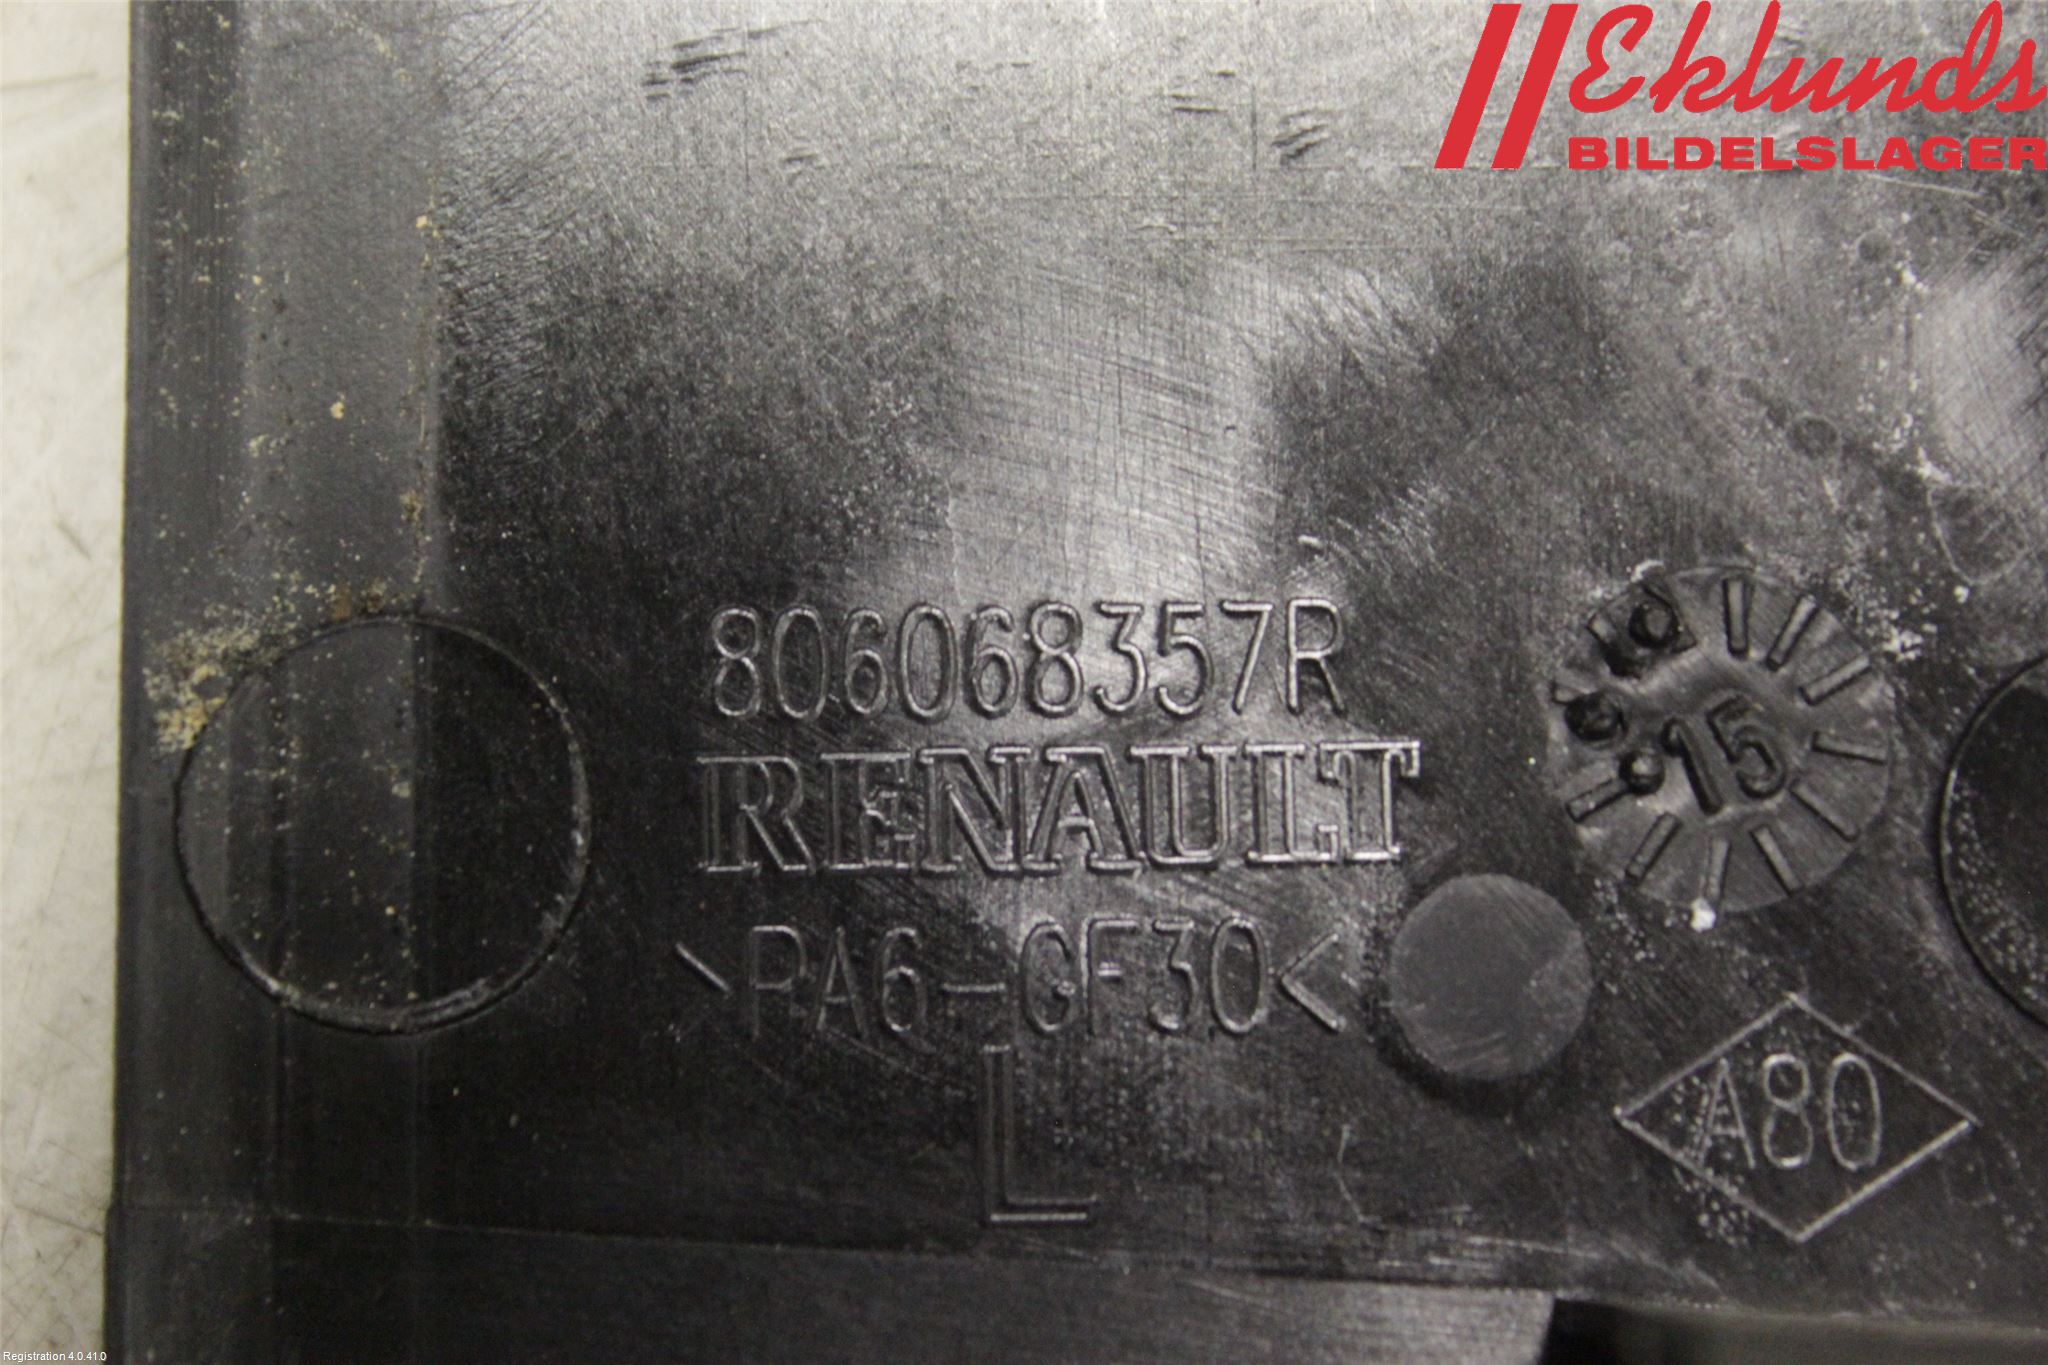 Eklunds
BILDELSLAGER
806068357R
RENAULT
15
>PA6-GF30<
L
A80
Registration 4.0.41.0